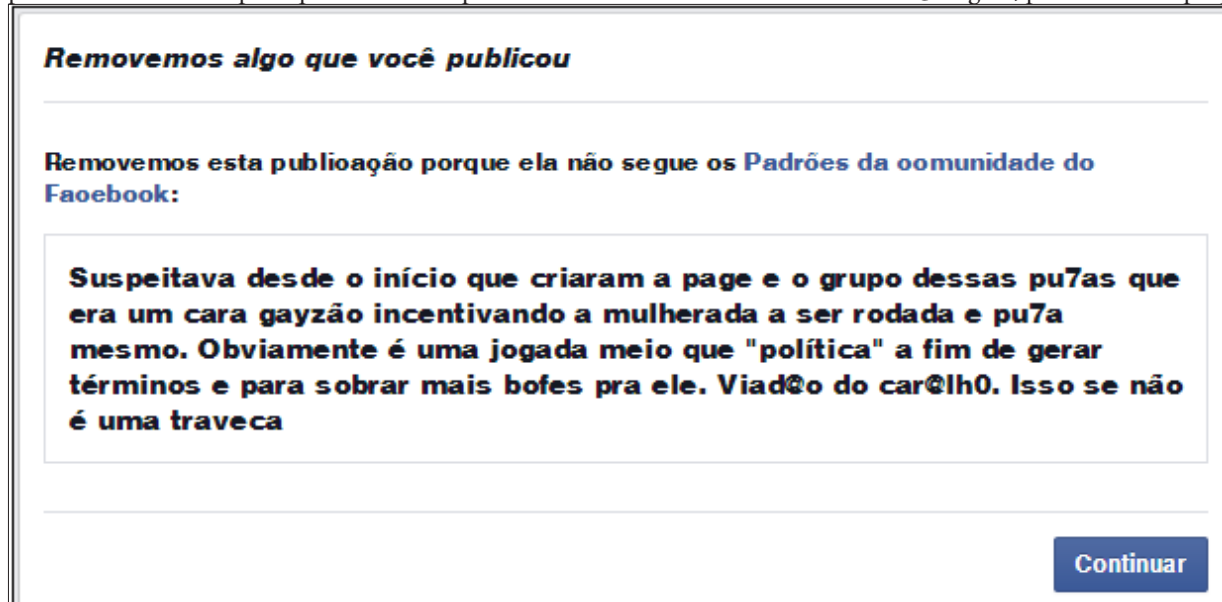 Removemos algo que você publicou
Removemos esta publioação porque ela não segue os Padrões da oomunidade do
Faoebook:
Suspeitava desde o início que criaram a page e o grupo dessas pu7as que
era um cara gayzão incentivando a mulherada a ser rodada e pu7a
mesmo. Obviamente é uma jogada meio que "política" a fim de gerar
términos e para sobrar mais bofes pra ele. Viad@o do car@lh0. Isso se não
é uma traveca
Continuar